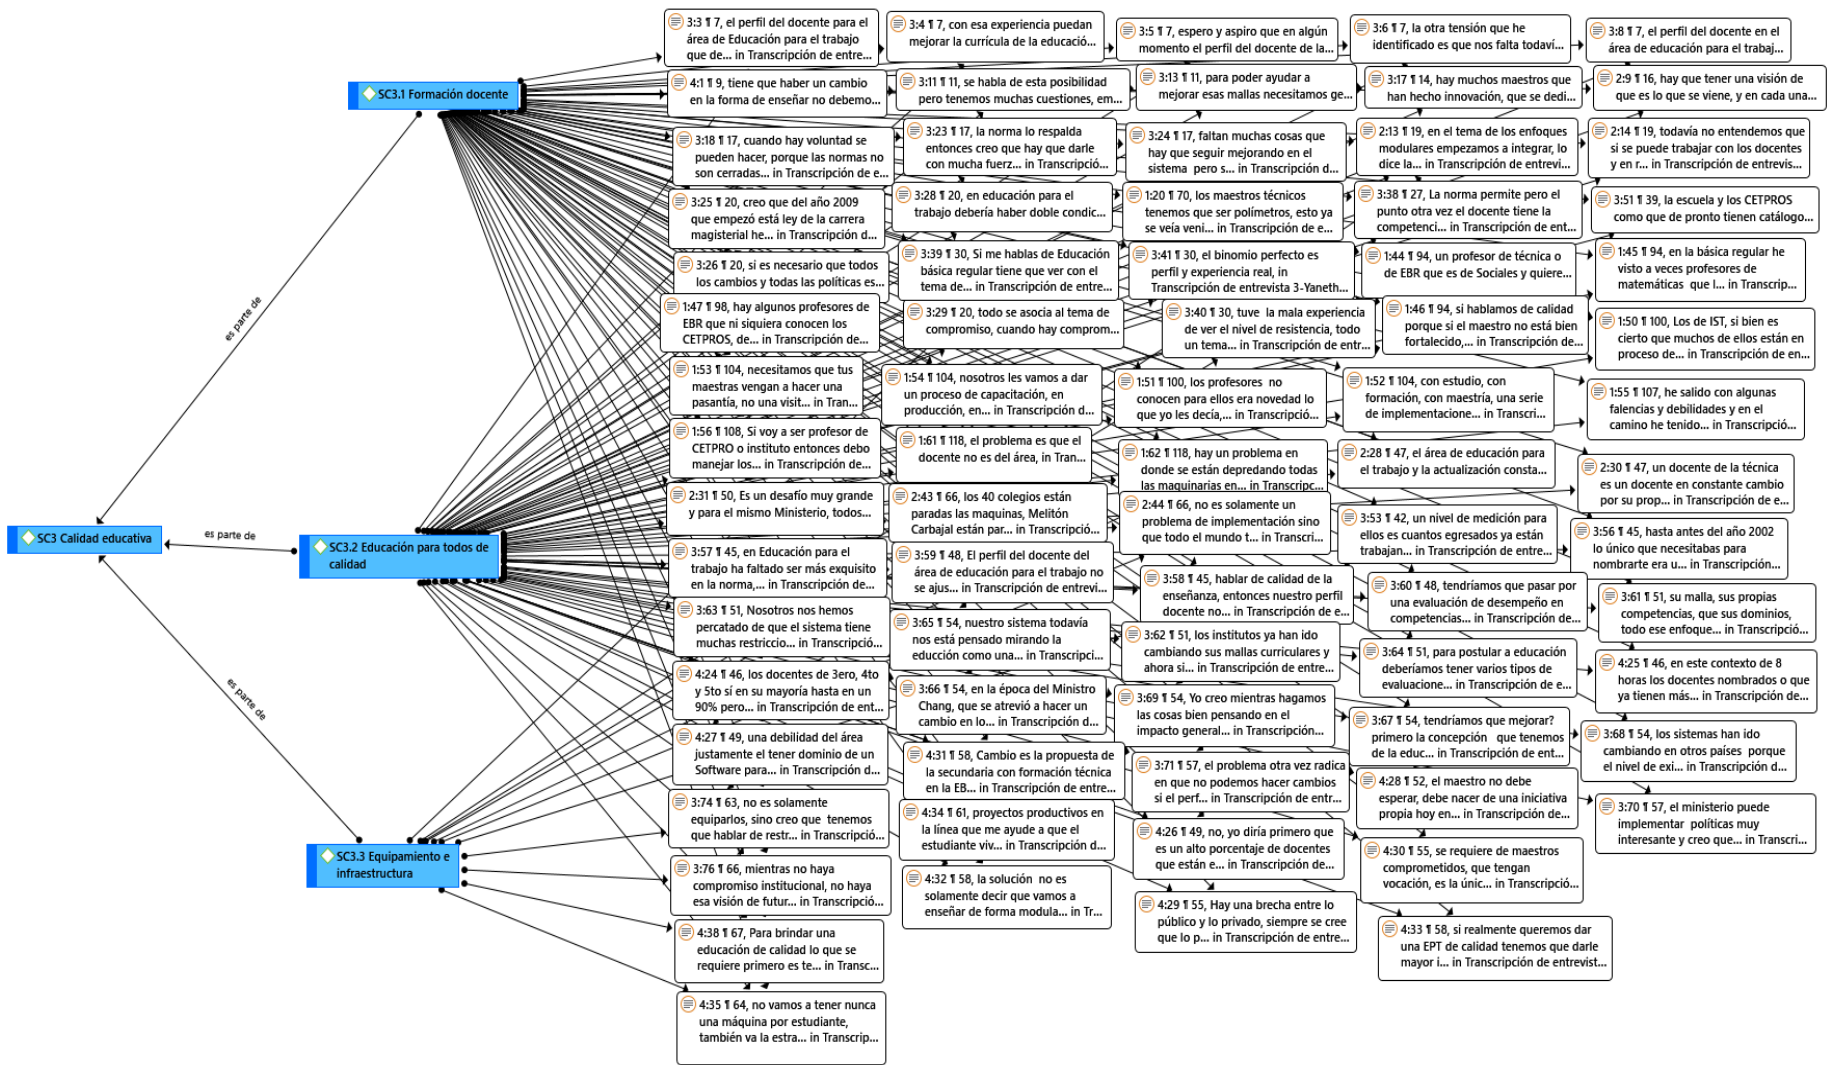 SC3 Calidad educativa
es parte de
es parte de
es parte de
SC3.1 Formación docente
SC3.2 Educación para todos de
calidad
SC3.3 Equipamiento e
infraestructura
3:3 ¶ 7, el perfil del docente para el
área de Educación para el trabajo
que de... in Transcripción de entre...
3:4 ¶ 7, con esa experiencia puedan
mejorar la currícula de la educació...
3:5 ¶ 7, espero y aspiro que en algún
momento el perfil del docente de la...
3:6 ¶ 7, la otra tensión que he
identificado es que nos falta todaví...
3:8 ¶ 7, el perfil del docente en el
área de educación para el trabaj...
4:1 ¶ 9, tiene que haber un cambio
en la forma de enseñar no debemo...
3:11 ¶ 11, se habla de esta posibilidad
pero tenemos muchas cuestiones, em...
3:13 ¶ 11, para poder ayudar a
mejorar esas mallas necesitamos ge...
3:17 ¶ 14, hay muchos maestros que
han hecho innovación, que se dedi...
2:9 ¶ 16, hay que tener una visión de
que es lo que se viene, y en cada una...
3:18 ¶ 17, cuando hay voluntad se
pueden hacer, porque las normas no
son cerradas... in Transcripción de e...
3:23 ¶ 17, la norma lo respalda
entonces creo que hay que darle
con mucha fuerz... in Transcripció...
3:24 ¶ 17, faltan muchas cosas que
hay que seguir mejorando en el
sistema pero s... in Transcripción d...
2:13 ¶ 19, en el tema de los enfoques
modulares empezamos a integrar, lo
dice la... in Transcripción de entrevi...
2:14 ¶ 19, todavía no entendemos que
si se puede trabajar con los docentes
y en r... in Transcripción de entrevis...
3:25 ¶ 20, creo que del año 2009
que empezó está ley de la carrera
magisterial he... in Transcripción d...
3:28 ¶ 20, en educación para el
trabajo debería haber doble condic...
1:20 ¶ 70, los maestros técnicos
tenemos que ser polímetros, esto ya
se veía veni... in Transcripción de e...
3:38 ¶ 27, La norma permite pero el
punto otra vez el docente tiene la
competenci... in Transcripción de ent...
3:51 ¶ 39, la escuela y los CETPROS
como que de pronto tienen catálogo...
3:26 ¶ 20, si es necesario que todos
los cambios y todas las políticas es...
3:39 ¶ 30, Si me hablas de Educación
básica regular tiene que ver con el
tema de... in Transcripción de entre...
3:41 ¶ 30, el binomio perfecto es
perfil y experiencia real, in
Transcripción de entrevista 3-Yaneth...
1:44 ¶ 94, un profesor de técnica o
de EBR que es de Sociales y quiere...
1:45 ¶ 94, en la básica regular he
visto a veces profesores de
matemáticas que l... in Transcrip...
1:47 ¶ 98, hay algunos profesores de
EBR que ni siquiera conocen los
CETPROS, de... in Transcripción de...
3:29 ¶ 20, todo se asocia al tema de
compromiso, cuando hay comprom...
3:40 ¶ 30, tuve la mala experiencia
de ver el nivel de resistencia, todo
un tema... in Transcripción de entr...
1:46 ¶ 94, si hablamos de calidad
porque si el maestro no está bien
fortalecido,... in Transcripción de...
1:50 ¶ 100, Los de IST, si bien es
cierto que muchos de ellos están en
proceso de... in Transcripción de en...
1:53 ¶ 104, necesitamos que tus
maestras vengan a hacer una
pasantía, no una visit... in Tran...
1:54 ¶ 104, nosotros les vamos a dar
un proceso de capacitación, en
producción, en... in Transcripción d...
1:51 ¶ 100, los profesores no
conocen para ellos era novedad lo
que yo les decía,... in Transcripció...
1:52 ¶ 104, con estudio, con
formación, con maestría, una serie
de implementacione... in Transcri...
1:55 ¶ 107, he salido con algunas
falencias y debilidades y en el
camino he tenido... in Transcripció...
1:56 ¶ 108, Si voy a ser profesor de
CETPRO o instituto entonces debo
manejar los... in Transcripción de...
1:61 ¶ 118, el problema es que el
docente no es del área, in Tran...
1:62 ¶ 118, hay un problema en
donde se están depredando todas
las maquinarias en... in Transcripc...
2:28 ¶ 47, el área de educación para
el trabajo y la actualización consta...
2:30 ¶ 47, un docente de la técnica
es un docente en constante cambio
por su prop... in Transcripción de e...
2:31 ¶ 50, Es un desafío muy grande
y para el mismo Ministerio, todos...
2:43 ¶ 66, los 40 colegios están
paradas las maquinas, Melitón
Carbajal están par... in Transcripció...
2:44 ¶ 66, no es solamente un
problema de implementación sino
que todo el mundo t... in Transcri...
3:53 ¶ 42, un nivel de medición para
ellos es cuantos egresados ya están
trabajan... in Transcripción de entre...
3:56 ¶ 45, hasta antes del año 2002
lo único que necesitabas para
nombrarte era u... in Transcripción...
3:57 ¶ 45, en Educación para el
trabajo ha faltado ser más exquisito
en la norma,... in Transcripción de...
3:59 ¶ 48, El perfil del docente del
área de educación para el trabajo no
se ajus... in Transcripción de entrevi...
3:58 ¶ 45, hablar de calidad de la
enseñanza, entonces nuestro perfil
docente no... in Transcripción de e...
3:60 ¶ 48, tendríamos que pasar por
una evaluación de desempeño en
competencias... in Transcripción de...
3:61 ¶ 51, su malla, sus propias
competencias, que sus dominios,
todo ese enfoque... in Transcripció...
3:63 ¶ 51, Nosotros nos hemos
percatado de que el sistema tiene
muchas restriccio... in Transcripció...
3:65 ¶ 54, nuestro sistema todavía
nos está pensado mirando la
educción como una... in Transcripci...
3:62 ¶ 51, los institutos ya han ido
cambiando sus mallas curriculares y
ahora si... in Transcripción de entre...
3:64 ¶ 51, para postular a educación
deberíamos tener varios tipos de
evaluacione... in Transcripción de e...
4:25 ¶ 46, en este contexto de 8
horas los docentes nombrados o que
ya tienen más... in Transcripción de...
4:24 ¶ 46, los docentes de 3ero, 4to
y 5to sí en su mayoría hasta en un
90% pero... in Transcripción de ent...
3:66 ¶ 54, en la época del Ministro
Chang, que se atrevió a hacer un
cambio en lo... in Transcripción d...
3:69 ¶ 54, Yo creo mientras hagamos
las cosas bien pensando en el
impacto general... in Transcripción...
3:67 ¶ 54, tendríamos que mejorar?
primero la concepción que tenemos
de la educ... in Transcripción de ent...
3:68 ¶ 54, los sistemas han ido
cambiando en otros países porque
el nivel de exi... in Transcripción d...
4:27 ¶ 49, una debilidad del área
justamente el tener dominio de un
Software para... in Transcripción d...
4:31 ¶ 58, Cambio es la propuesta de
la secundaria con formación técnica
en la EB... in Transcripción de entre...
3:71 ¶ 57, el problema otra vez radica
en que no podemos hacer cambios
si el perf... in Transcripción de entr...
4:28 ¶ 52, el maestro no debe
esperar, debe nacer de una iniciativa
propia hoy en... in Transcripción de...
3:70 ¶ 57, el ministerio puede
implementar políticas muy
interesante y creo que... in Transcri...
3:74 ¶ 63, no es solamente
equiparlos, sino creo que tenemos
que hablar de restr... in Transcripció...
4:34 ¶ 61, proyectos productivos en
la línea que me ayude a que el
estudiante viv... in Transcripción d...
4:26 ¶ 49, no, yo diría primero que
es un alto porcentaje de docentes
que están e... in Transcripción de...
4:30 ¶ 55, se requiere de maestros
comprometidos, que tengan
vocación, es la únic... in Transcripció...
3:76 ¶ 66, mientras no haya
compromiso institucional, no haya
esa visión de futur... in Transcripció...
4:32 ¶ 58, la solución no es
solamente decir que vamos a
enseñar de forma modula... in Tr...
4:29 ¶ 55, Hay una brecha entre lo
público y lo privado, siempre se cree
que lo p... in Transcripción de entre...
4:33 ¶ 58, si realmente queremos dar
una EPT de calidad tenemos que darle
mayor i... in Transcripción de entrevist...
4:38 ¶ 67, Para brindar una
educación de calidad lo que se
requiere primero es te... in Transc...
4:35 ¶ 64, no vamos a tener nunca
una máquina por estudiante,
también va la estra... in Transcrip...